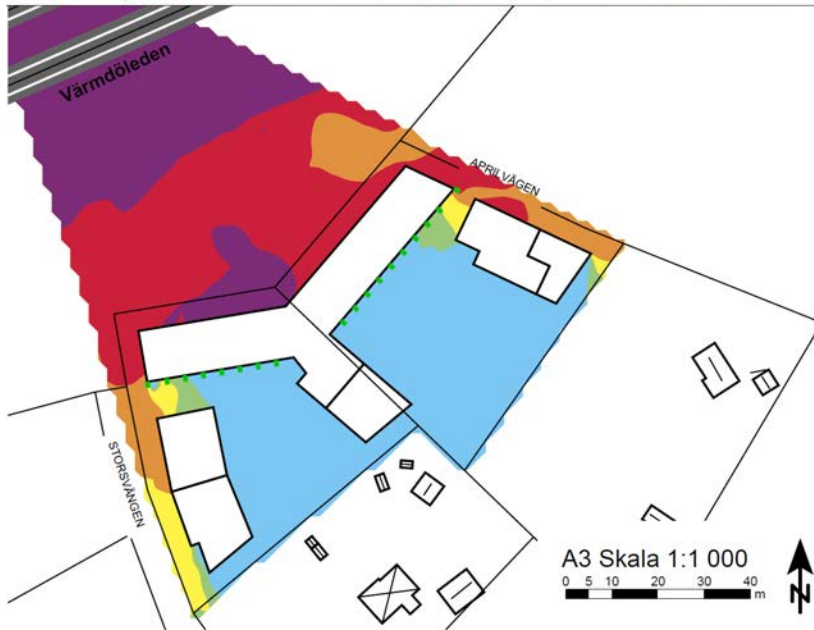 Värmdöleden
APRILVÄGEN
STORSVÄNGEN
A3 Skala 1:1 000
0 5 10 20 30 40
m
N